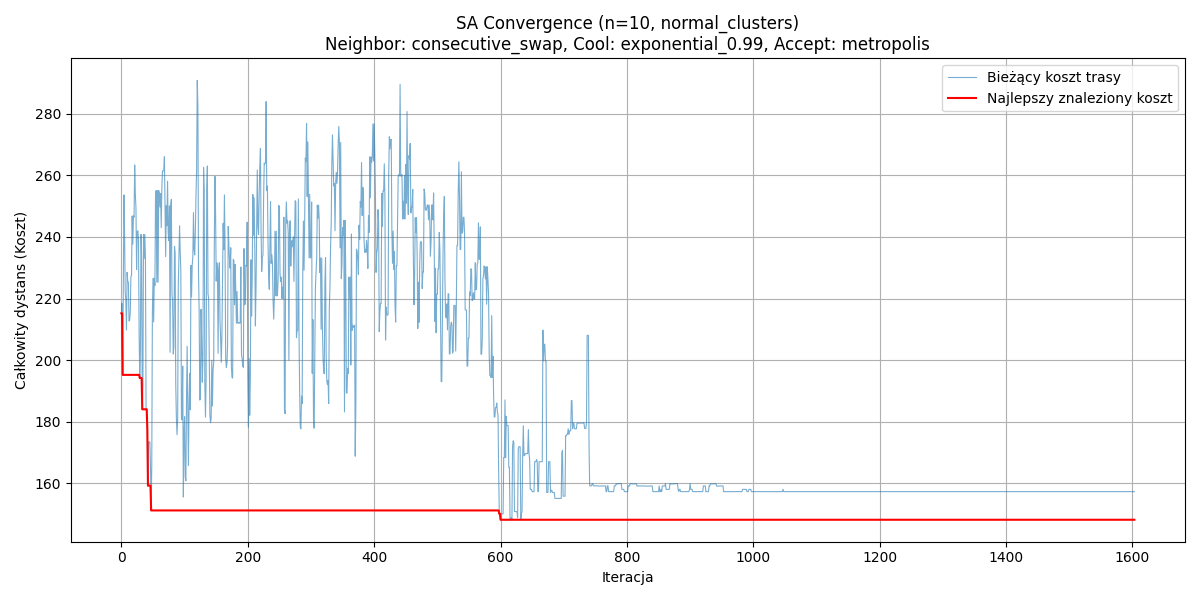 SA Convergence (n=10, normal_clusters)
Neighbor: consecutive_swap, Cool: exponential_0.99, Accept: metropolis
Bieżący koszt trasy
Najlepszy znaleziony koszt
Całkowity dystans (Koszt)
280
260
240
220
200
180
160
0 200 400 600 800 1000 1200 1400 1600
Iteracja